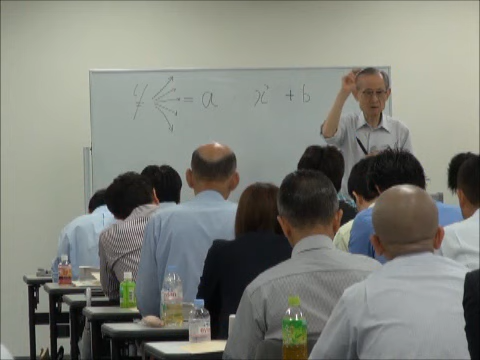 y = a x + b